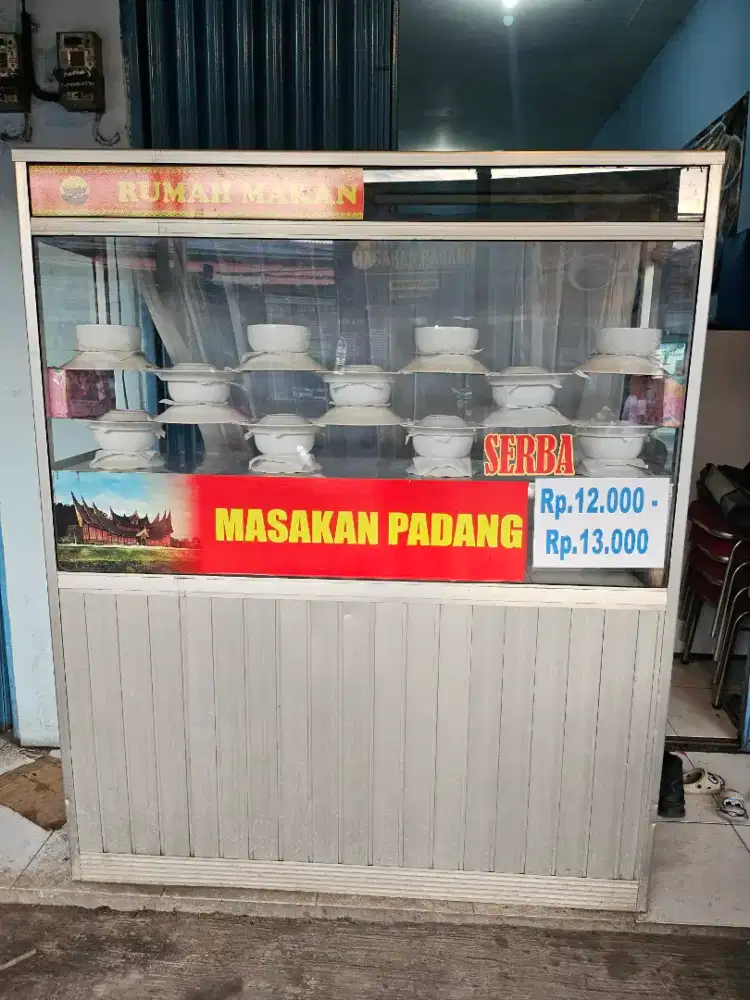 RUMAH MAKAN
SERBA
Rp.12.000 -
Rp.13.000
MASAKAN PADANG